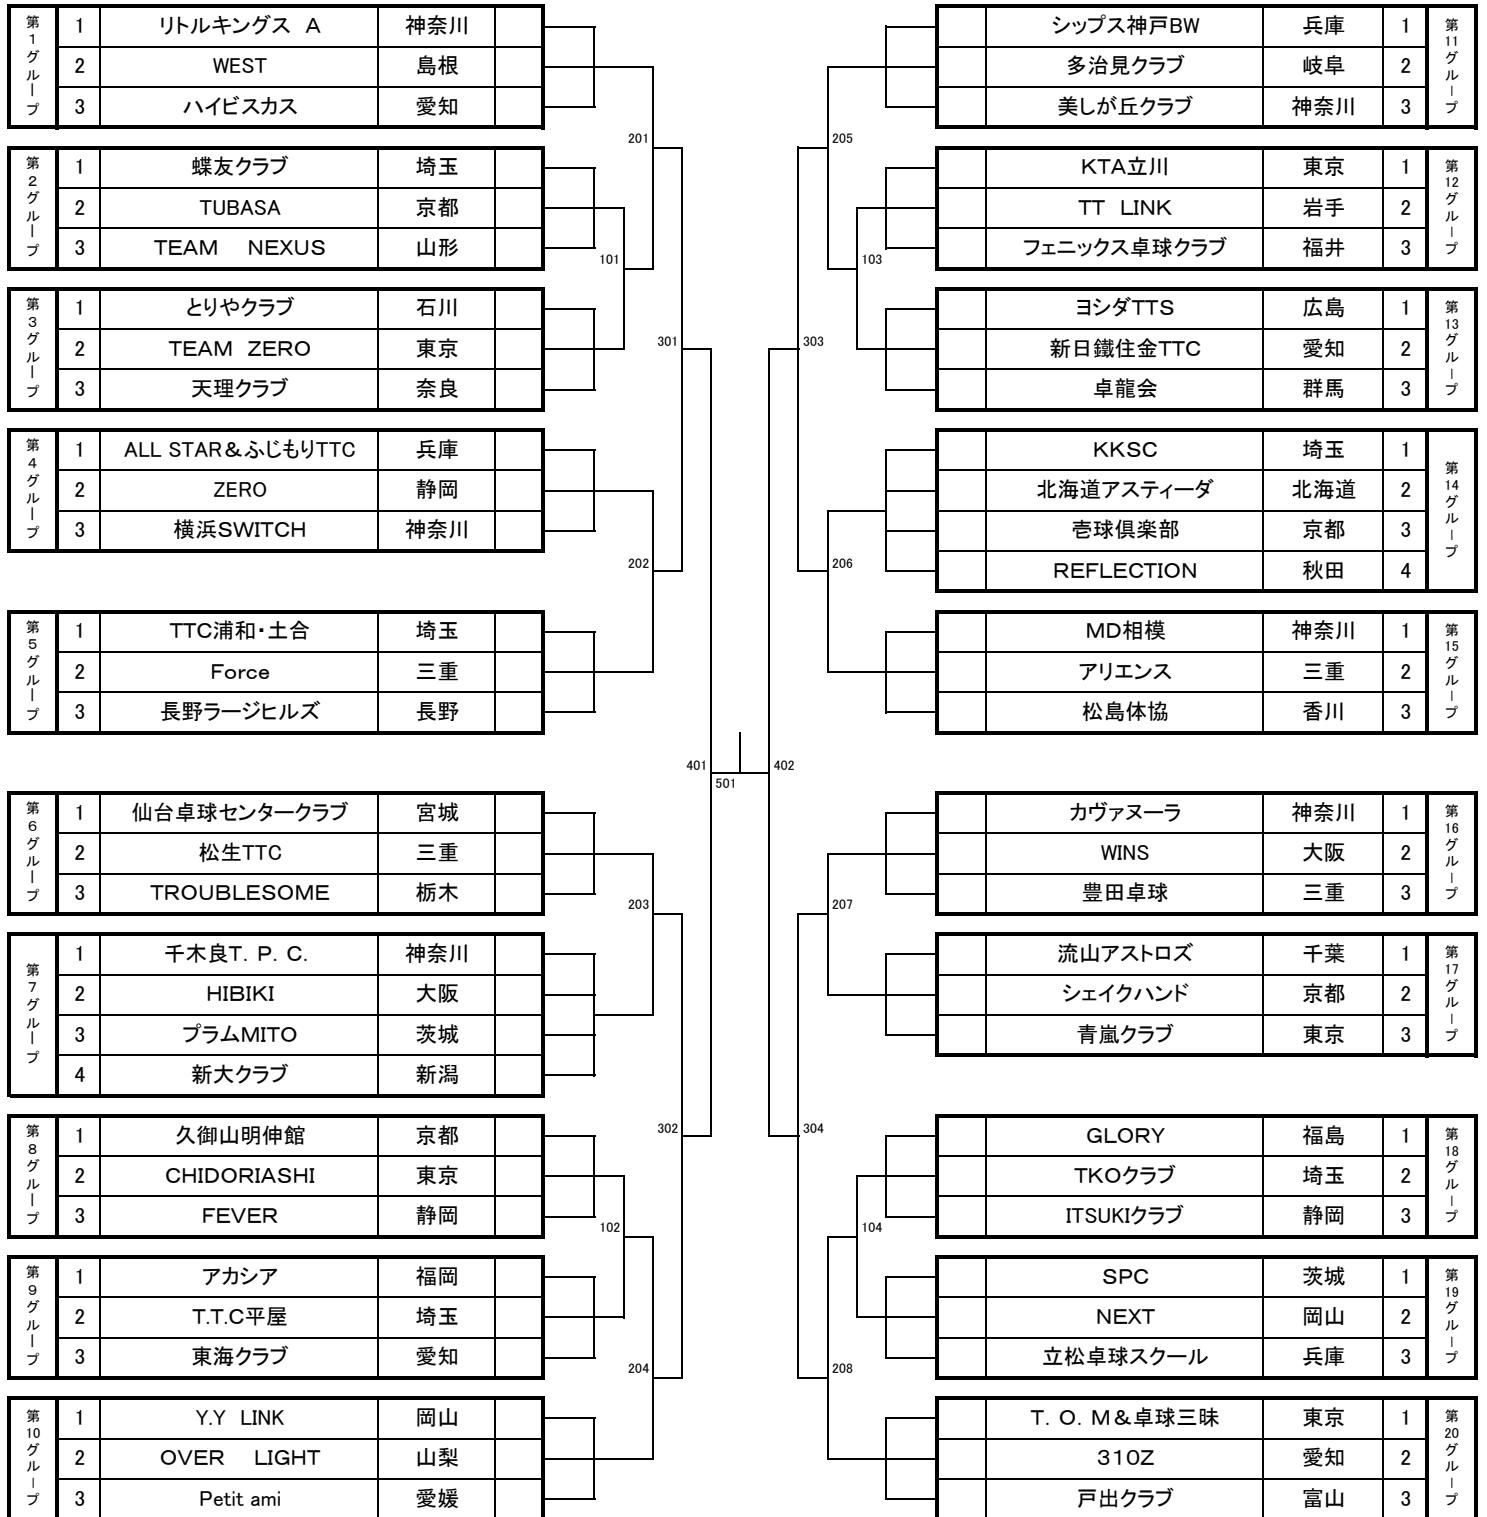 第1グループ
1 リトルキングス A 神奈川
2 WEST 島根
3 ハイビスカス 愛知
第2グループ
1 蝶友クラブ 埼玉
2 TUBASA 京都
3 TEAM NEXUS 山形
第3グループ
1 とりやクラブ 石川
2 TEAM ZERO 東京
3 天理クラブ 奈良
第4グループ
1 ALL STAR&ふじもりTTC 兵庫
2 ZERO 静岡
3 横浜SWITCH 神奈川
第5グループ
1 TTC浦和・土合 埼玉
2 Force 三重
3 長野ラージヒルズ 長野
第6グループ
1 仙台卓球センタークラブ 宮城
2 松生TTC 三重
3 TROUBLESOME 栃木
第7グループ
1 千木良T. P. C. 神奈川
2 HIBIKI 大阪
3 プラムMITO 茨城
4 新大クラブ 新潟
第8グループ
1 久御山明伸館 京都
2 CHIDORIASHI 東京
3 FEVER 静岡
第9グループ
1 アカシア 福岡
2 T.T.C平屋 埼玉
3 東海クラブ 愛知
第10グループ
1 Y.Y LINK 岡山
2 OVER LIGHT 山梨
3 Petit ami 愛媛
201
101
301
202
401
501
203
302
102
204
205
103
303
206
402
207
304
104
208
シップス神戸BW 兵庫 1
多治見クラブ 岐阜 2
美しが丘クラブ 神奈川 3
第11グループ
KTA立川 東京 1
TT LINK 岩手 2
フェニックス卓球クラブ 福井 3
第12グループ
ヨシダTTS 広島 1
新日鐵住金TTC 愛知 2
卓龍会 群馬 3
第13グループ
KKSC 埼玉 1
北海道アスティーダ 北海道 2
壱球倶楽部 京都 3
REFLECTION 秋田 4
第14グループ
MD相模 神奈川 1
アリエンス 三重 2
松島体協 香川 3
第15グループ
カヴァヌーラ 神奈川 1
WINS 大阪 2
豊田卓球 三重 3
第16グループ
流山アストロズ 千葉 1
シェイクハンド 京都 2
青嵐クラブ 東京 3
第17グループ
GLORY 福島 1
TKOクラブ 埼玉 2
ITSUKIクラブ 静岡 3
第18グループ
SPC 茨城 1
NEXT 岡山 2
立松卓球スクール 兵庫 3
第19グループ
T. O. M&卓球三昧 東京 1
310Z 愛知 2
戸出クラブ 富山 3
第20グループ